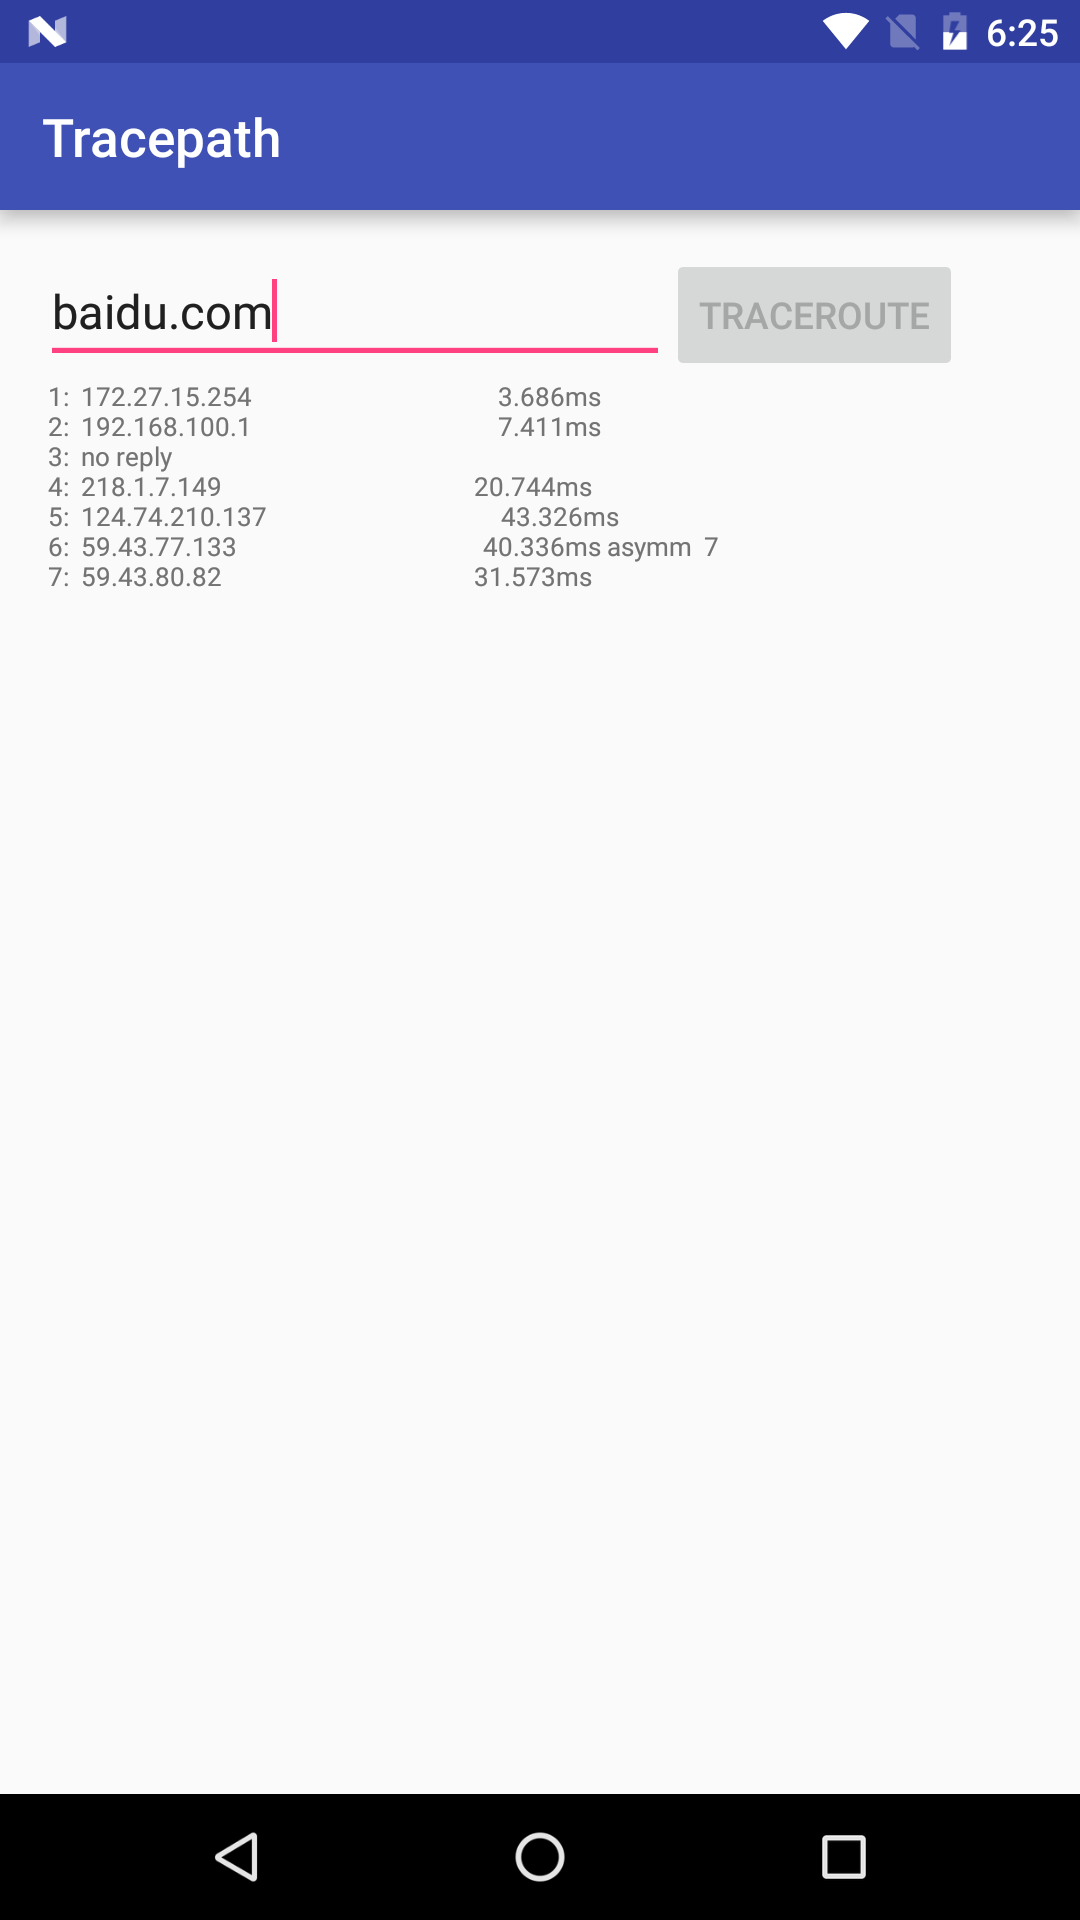 6:25
Tracepath
baidu.com
TRACEROUTE
1: 172.27.15.254 3.686ms
2: 192.168.100.1 7.411ms
3: no reply
4: 218.1.7.149 20.744ms
5: 124.74.210.137 43.326ms
6: 59.43.77.133 40.336ms asymm 7
7: 59.43.80.82 31.573ms